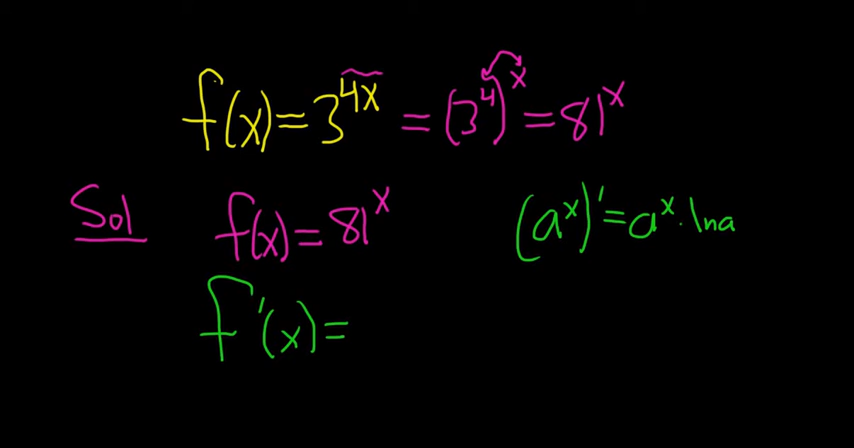 f(x) = 3^{4x} = (3^4)^x = 81^x
Sol f(x) = 81^x (a^x)' = a^x · ln a
f'(x) =